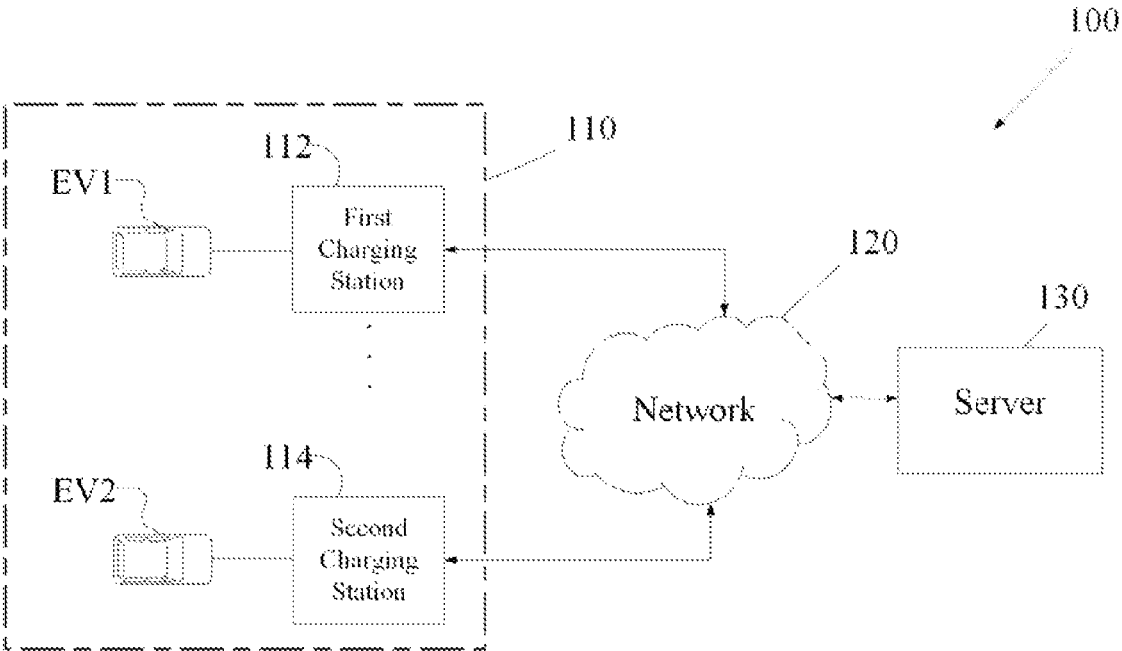 100
110
112
EV1
First
Charging
Station
120
130
Network
Server
114
EV2
Second
Charging
Station